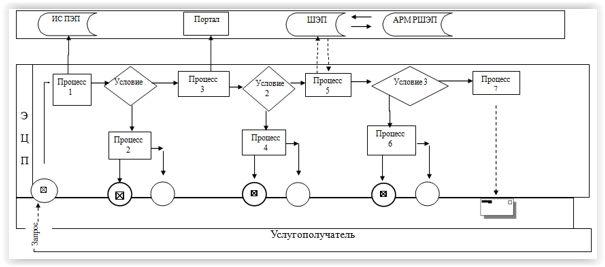 ИС ПЭП
Портал
ШЭП
АРМ РШЭП
Процесс
1
Условие
Процесс
3
Условие
2
Процесс
5
Условие 3
Процесс
7
Э
Ц
П
Процесс
2
Процесс
4
Процесс
6
Запрос
Услугополучатель